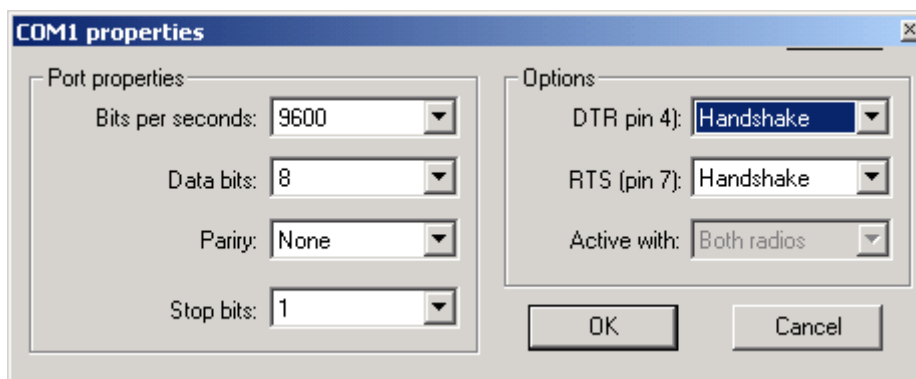 COM1 properties
Port properties
Bits per seconds: 9600
Data bits: 8
Pariry: None
Stop bits: 1
Options
DTR pin 4): Handshake
RTS (pin 7): Handshake
Active with: Both radios
OK
Cancel